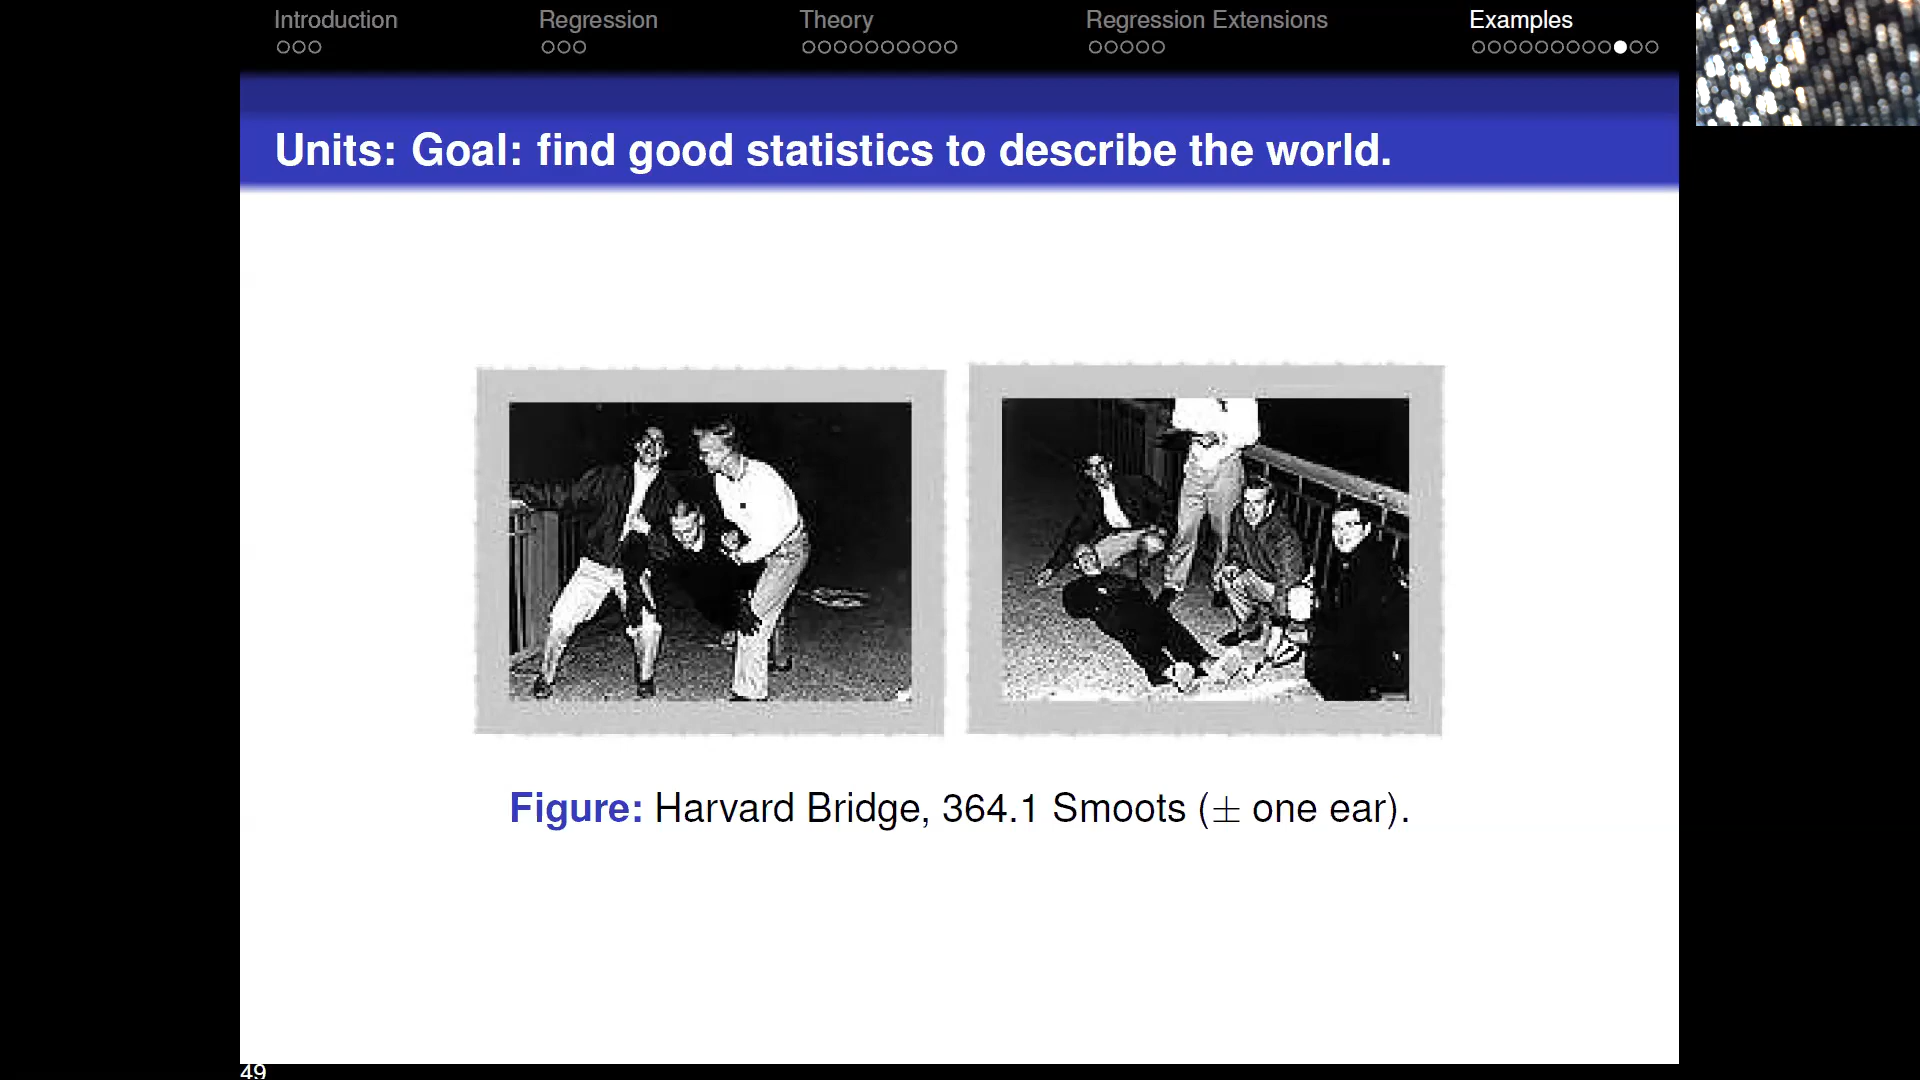 Introduction Regression Theory Regression Extensions Examples
Units: Goal: find good statistics to describe the world.
Figure: Harvard Bridge, 364.1 Smoots (± one ear).
49